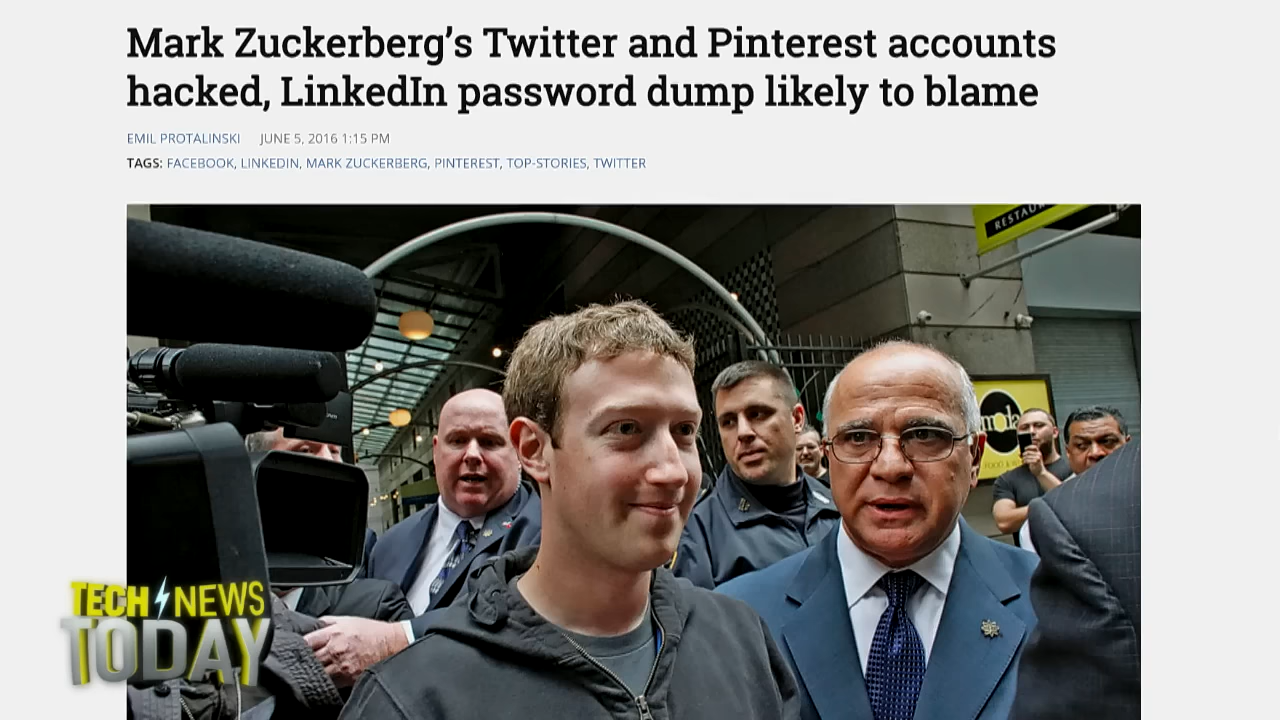 Mark Zuckerberg’s Twitter and Pinterest accounts
hacked, LinkedIn password dump likely to blame
EMIL PROTALINSKI JUNE 5, 2016 1:15 PM
TAGS: FACEBOOK, LINKEDIN, MARK ZUCKERBERG, PINTEREST, TOP-STORIES, TWITTER
TECH NEWS
TODAY